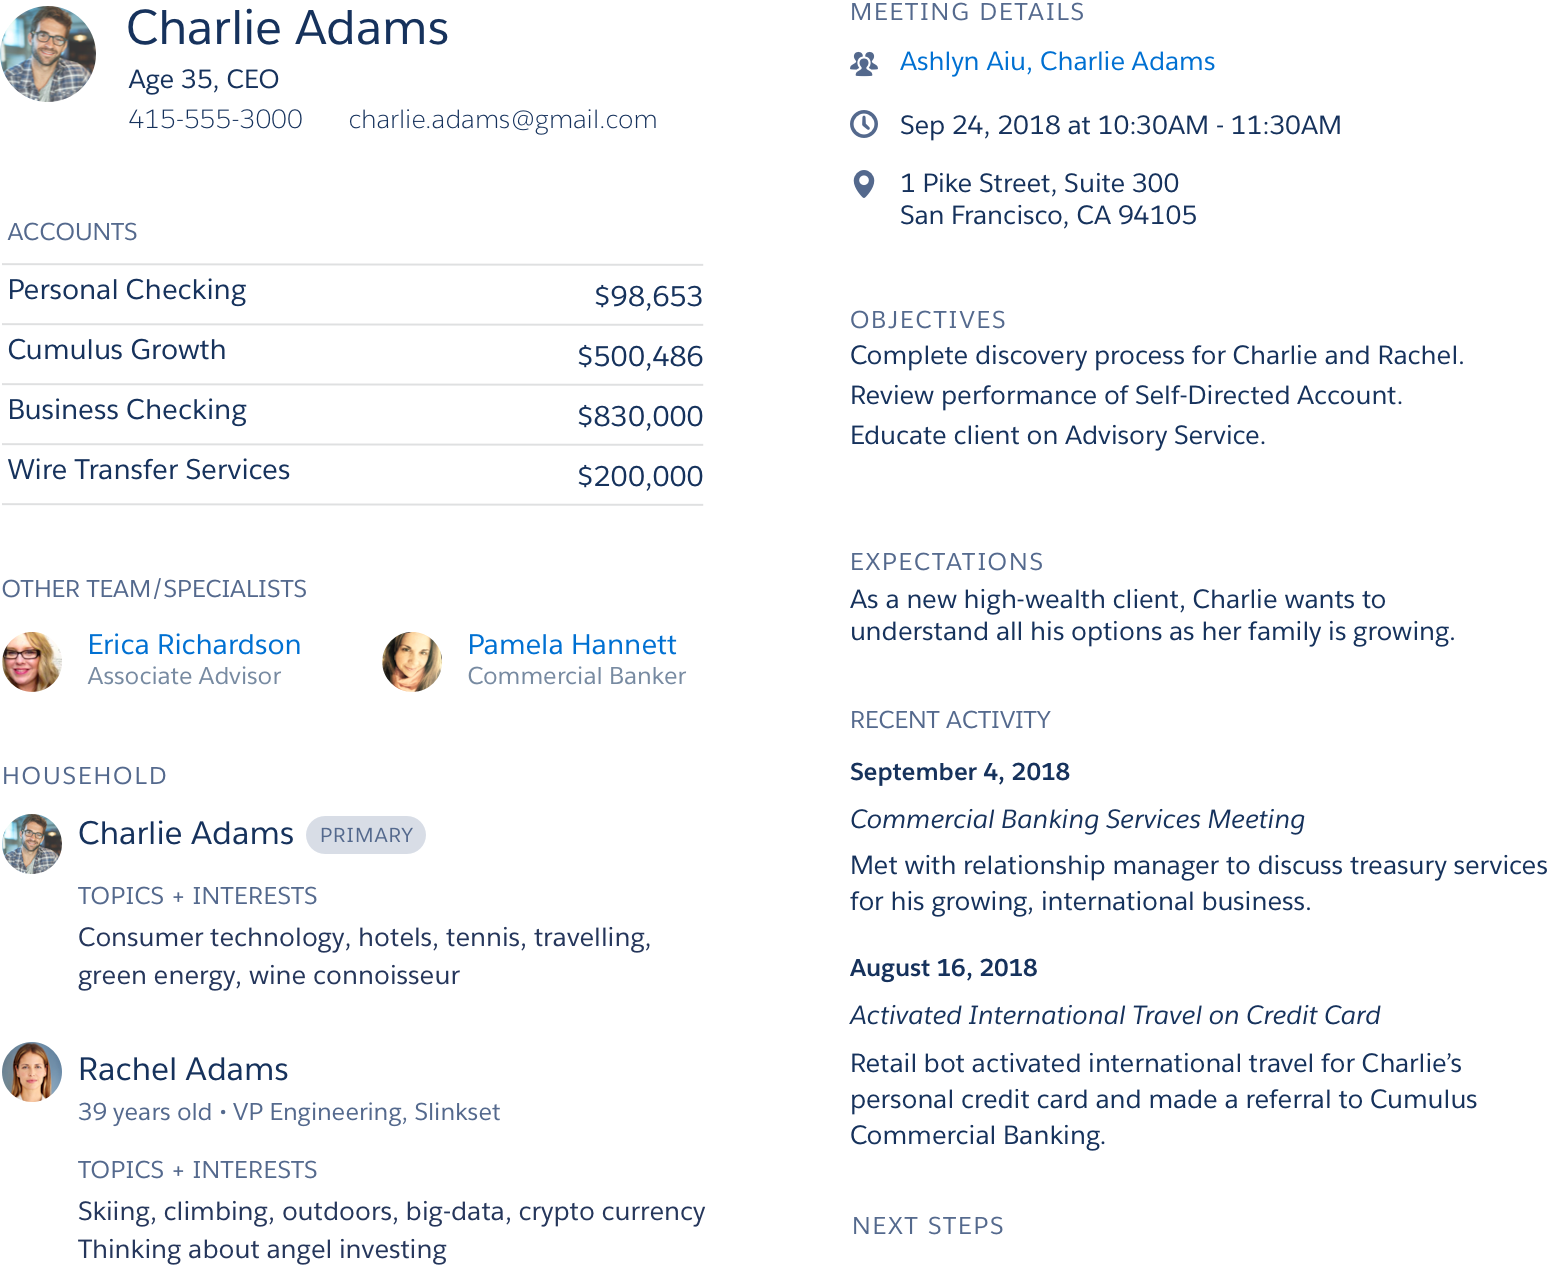 Charlie Adams
Age 35, CEO
415-555-3000 charlie.adams@gmail.com
ACCOUNTS
Personal Checking $98,653
Cumulus Growth $500,486
Business Checking $830,000
Wire Transfer Services $200,000
OTHER TEAM/SPECIALISTS
Erica Richardson
Associate Advisor
Pamela Hannett
Commercial Banker
HOUSEHOLD
Charlie Adams PRIMARY
TOPICS + INTERESTS
Consumer technology, hotels, tennis, travelling,
green energy, wine connoisseur
Rachel Adams
39 years old • VP Engineering, Slinkset
TOPICS + INTERESTS
Skiing, climbing, outdoors, big-data, crypto currency
Thinking about angel investing
MEETING DETAILS
Ashlyn Aiu, Charlie Adams
Sep 24, 2018 at 10:30AM - 11:30AM
1 Pike Street, Suite 300
San Francisco, CA 94105
OBJECTIVES
Complete discovery process for Charlie and Rachel.
Review performance of Self-Directed Account.
Educate client on Advisory Service.
EXPECTATIONS
As a new high-wealth client, Charlie wants to
understand all his options as her family is growing.
RECENT ACTIVITY
September 4, 2018
Commercial Banking Services Meeting
Met with relationship manager to discuss treasury services
for his growing, international business.
August 16, 2018
Activated International Travel on Credit Card
Retail bot activated international travel for Charlie’s
personal credit card and made a referral to Cumulus
Commercial Banking.
NEXT STEPS